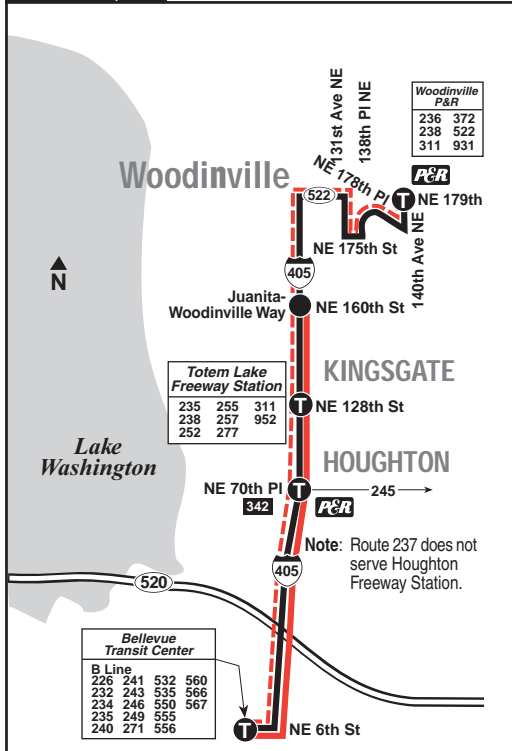 131st Ave NE
138th Pl NE
Woodinville
P&R
236 372
238 522
311 931
P&R
NE 178th Pl
Woodinville
522
T NE 179th
NE 175th St
140th Ave NE
N
405
Juanita-
Woodinville Way
NE 160th St
KINGSGATE
Totem Lake
Freeway Station
235 255 311
238 257 952
252 277
T NE 128th St
Lake
Washington
HOUGHTON
NE 70th Pl
T
245
342
P&R
Note: Route 237 does not
serve Houghton
Freeway Station.
405
520
Bellevue
Transit Center
B Line
226 241 532 560
232 243 535 566
234 246 550 567
235 249 555
240 271 556
T NE 6th St